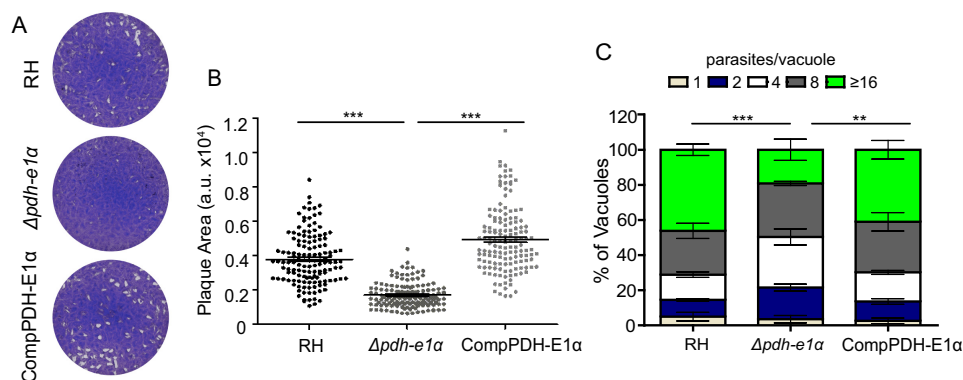 A
RH
Δpdh-e1α
CompPDH-E1α
B
Plaque Area (a.u. x10⁴)
1.2
1.0
0.8
0.6
0.4
0.2
***
***
RH
Δpdh-e1α
CompPDH-E1α
C
parasites/vacuole
1 2 4 8 ≥16
% of Vacuoles
120
100
80
60
40
20
0
***
**
RH
Δpdh-e1α
CompPDH-E1α